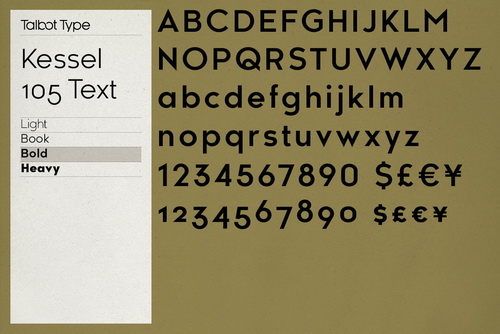 Talbot Type
Kessel
105 Text
Light
Book
Bold
Heavy
ABCDEFGHIJKLM
NOPQRSTUVWXYZ
abcdefghijklm
nopqrstuvwxyz
1234567890 $£€¥
1234567890 $£€¥